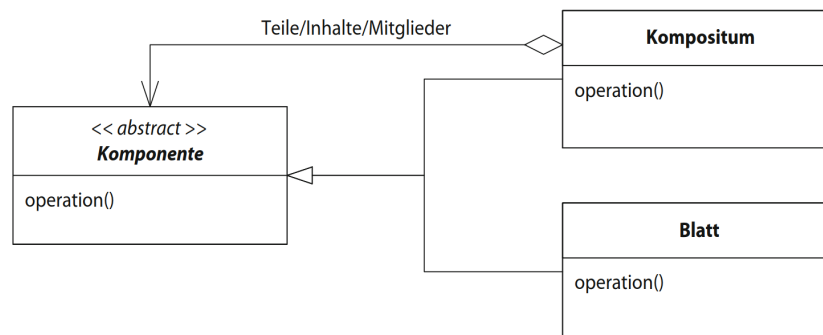 Teile/Inhalte/Mitglieder
Kompositum
operation()
<< abstract >>
Komponente
operation()
Blatt
operation()